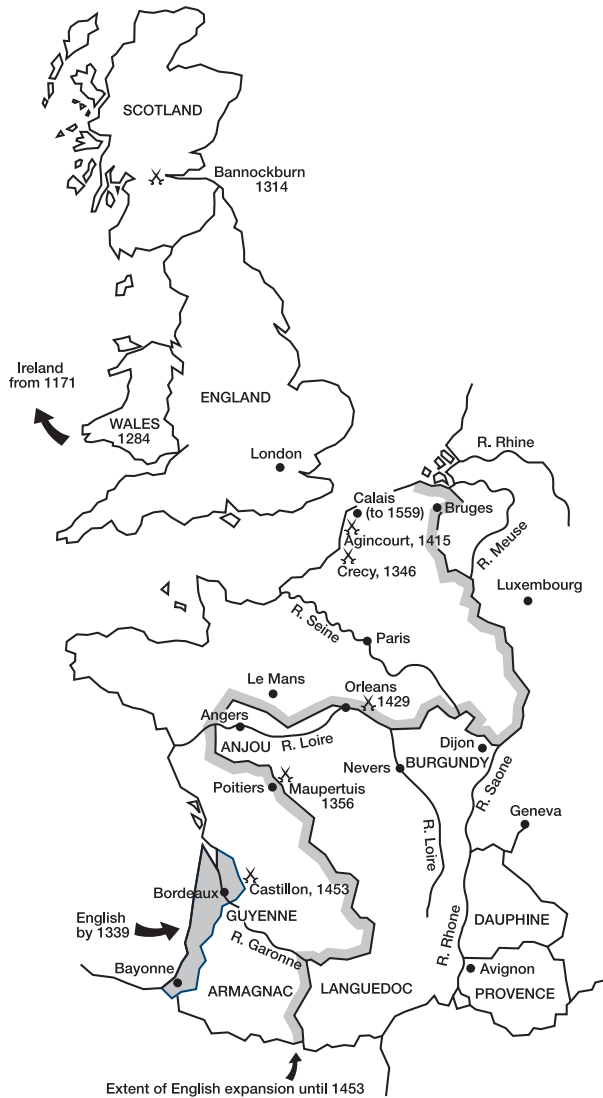 SCOTLAND
Bannockburn
1314
Ireland
from 1171
ENGLAND
WALES
1284
London
R. Rhine
Calais
(to 1559)
Bruges
Agincourt, 1415
R. Meuse
Crecy, 1346
Luxembourg
R. Seine
Paris
Le Mans
Orleans
1429
Angers
R. Loire
ANJOU
Dijon
BURGUNDY
Nevers
R. Saone
Maupertuis
1356
Poitiers
Geneva
R. Loire
Castillon, 1453
Bordeaux
GUYENNE
English
by 1339
DAUPHINE
R. Garonne
R. Rhone
Avignon
Bayonne
ARMAGNAC
LANGUEDOC
PROVENCE
Extent of English expansion until 1453